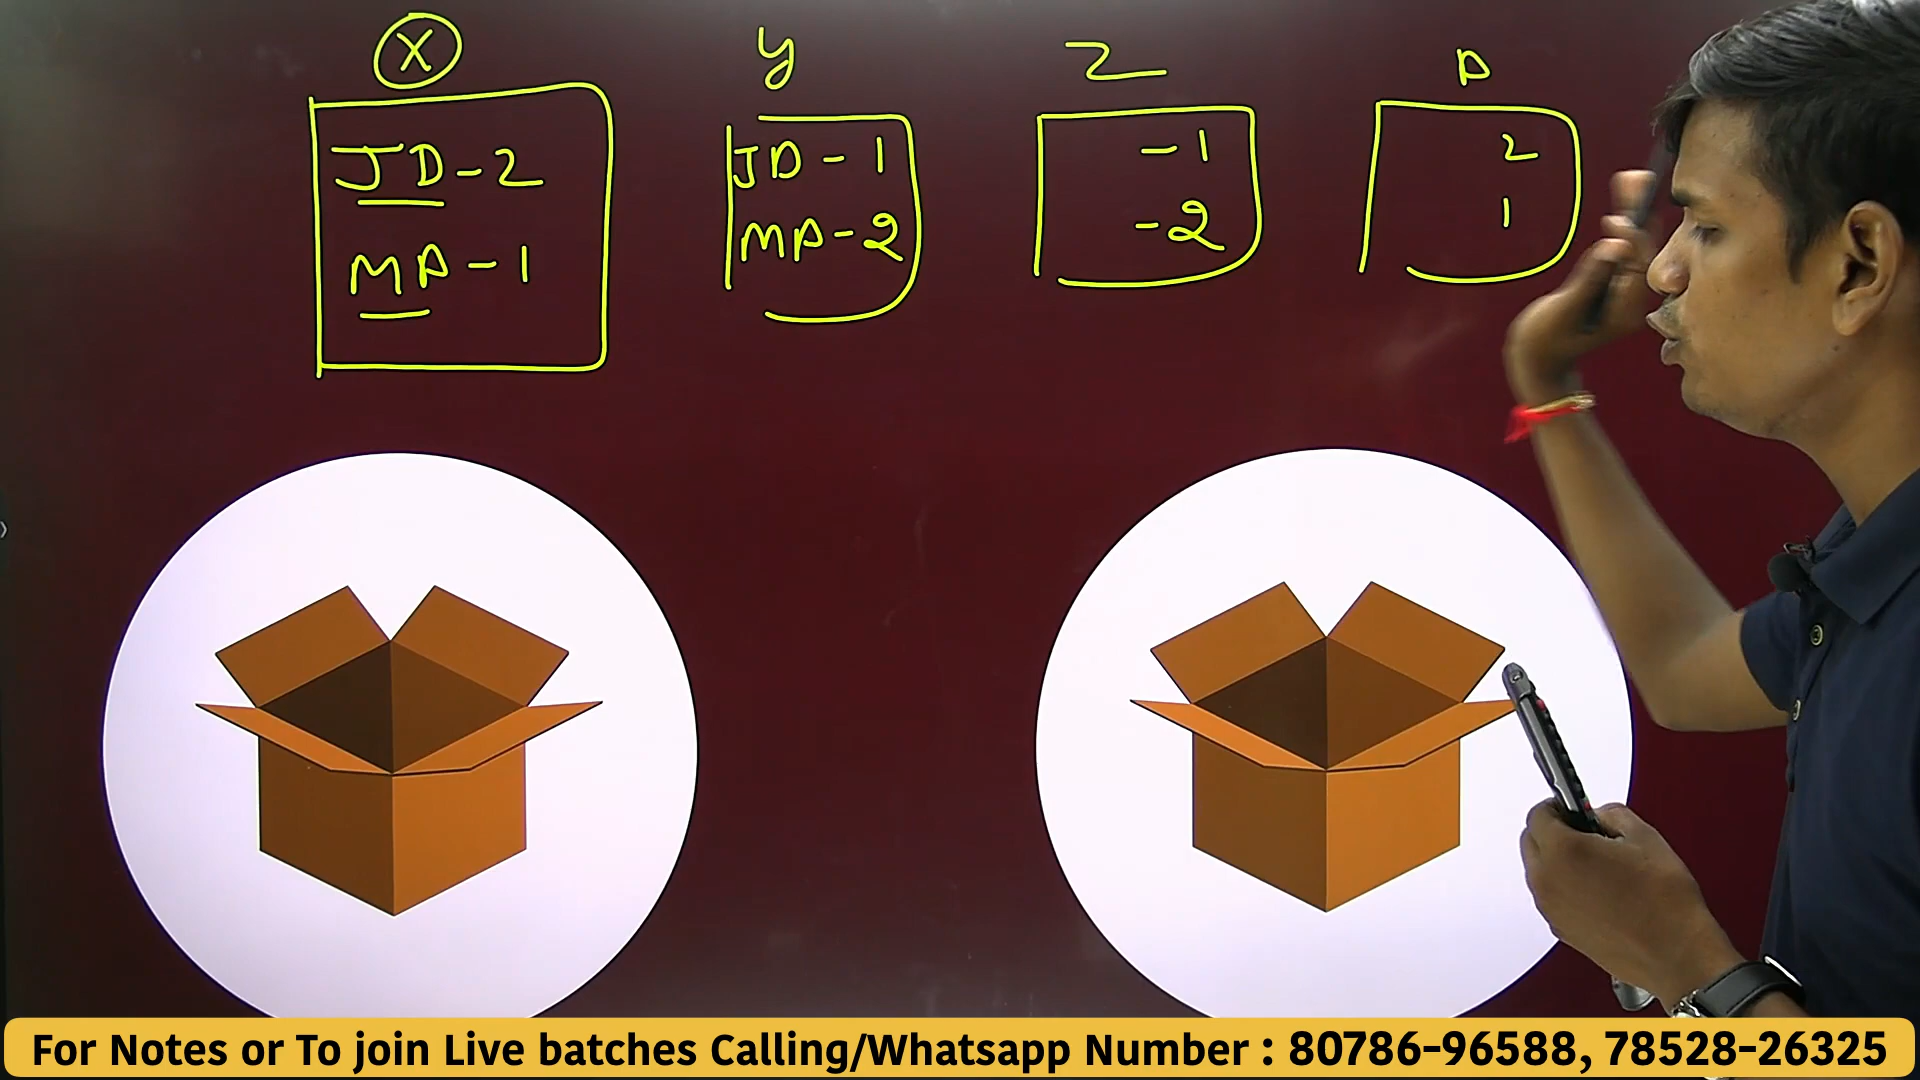 X
JD-2
MA-1
y
JD-1
MA-2
Z
-1
-2
A
2
1
For Notes or To join Live batches Calling/Whatsapp Number : 80786-96588, 78528-26325